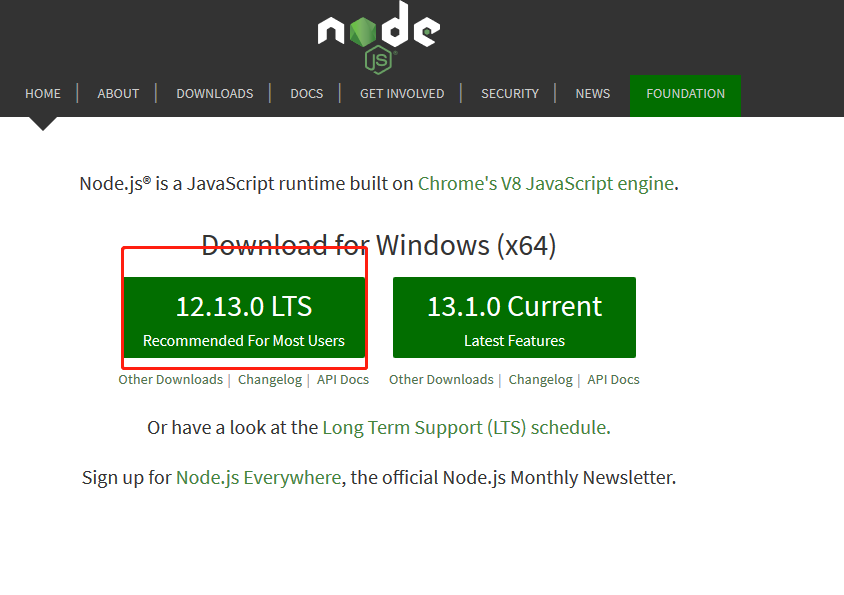 node
JS
HOME | ABOUT | DOWNLOADS | DOCS | GET INVOLVED | SECURITY | NEWS FOUNDATION
Node.js® is a JavaScript runtime built on Chrome's V8 JavaScript engine.
Download for Windows (x64)
12.13.0 LTS
Recommended For Most Users
13.1.0 Current
Latest Features
Other Downloads | Changelog | API Docs
Other Downloads | Changelog | API Docs
Or have a look at the Long Term Support (LTS) schedule.
Sign up for Node.js Everywhere, the official Node.js Monthly Newsletter.